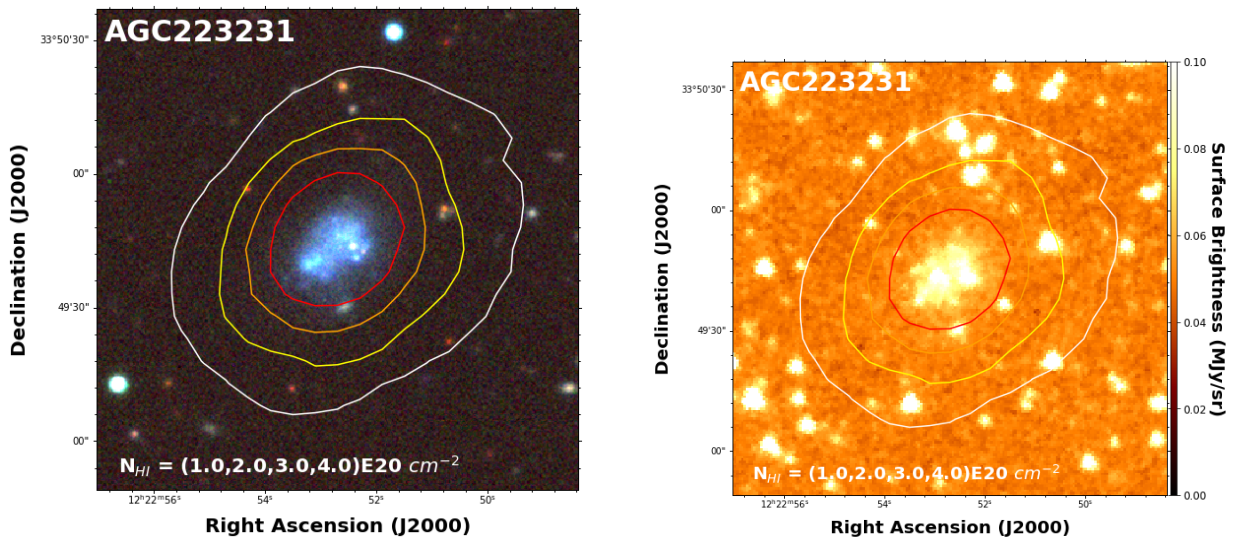 AGC223231
33°50'30"
00"
49'30"
00"
Declination (J2000)
N_HI = (1.0,2.0,3.0,4.0)E20 cm⁻²
12ʰ22ᵐ56ˢ
54ˢ
52ˢ
50ˢ
Right Ascension (J2000)
AGC223231
33°50'30"
00"
49'30"
00"
Declination (J2000)
N_HI = (1.0,2.0,3.0,4.0)E20 cm⁻²
12ʰ22ᵐ56ˢ
54ˢ
52ˢ
50ˢ
Right Ascension (J2000)
0.10
0.08
0.06
0.04
0.02
0.00
Surface Brightness (MJy/sr)